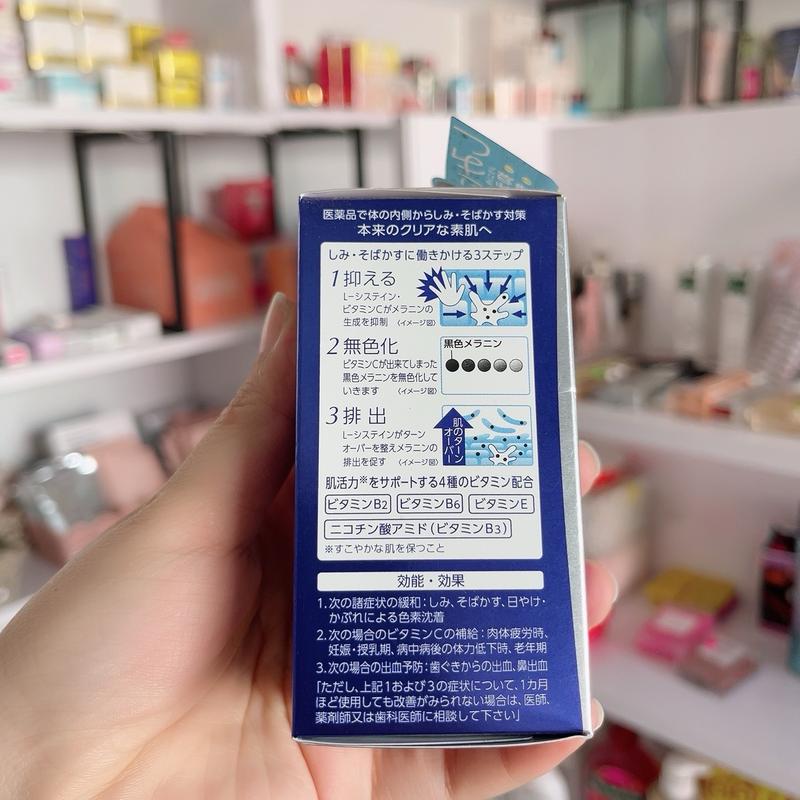 医薬品で体の内側からしみ・そばかす対策
本来のクリアな素肌へ
しみ・そばかすに働きかける3ステップ
1 抑える
L-システイン・
ビタミンCがメラニンの
生成を抑制 〈イメージ図〉
2 無色化
ビタミンCが出来てしまった
黒色メラニンを無色化して
いきます 〈イメージ図〉
黒色メラニン
3 排出
L-システインがターン
オーバーを整えメラニンの
排出を促す 〈イメージ図〉
肌のターン
オーバー
肌活力※をサポートする4種のビタミン配合
ビタミンB2 ビタミンB6 ビタミンE
ニコチン酸アミド(ビタミンB3)
※すこやかな肌を保つこと
効能・効果
1.次の諸症状の緩和:しみ、そばかす、日やけ・
かぶれによる色素沈着
2.次の場合のビタミンCの補給:肉体疲労時、
妊娠・授乳期、病中病後の体力低下時、老年期
3.次の場合の出血予防:歯ぐきからの出血、鼻出血
「ただし、上記1および3の症状について、1カ月
ほど使用しても改善がみられない場合は、医師、
薬剤師又は歯科医師に相談して下さい」